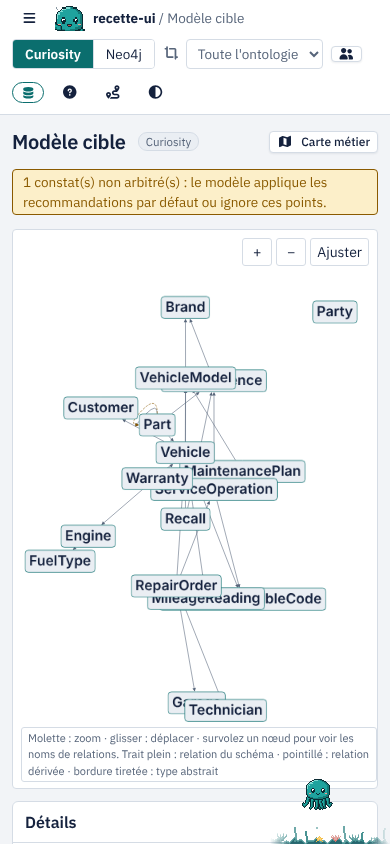 recette-ui / Modèle cible
Curiosity
Neo4j
Toute l'ontologie
Modèle cible
Curiosity
Carte métier
1 constat(s) non arbitré(s) : le modèle applique les
recommandations par défaut ou ignore ces points.
+
−
Ajuster
Brand
Party
VehicleModel
ence
Customer
Part
Vehicle
MaintenancePlan
Warranty
ServiceOperation
Recall
Engine
FuelType
RepairOrder
MileageReading
bleCode
Technician
Molette : zoom · glisser : déplacer · survolez un nœud pour voir les
noms de relations. Trait plein : relation du schéma · pointillé : relation
dérivée · bordure tiretée : type abstrait
Détails